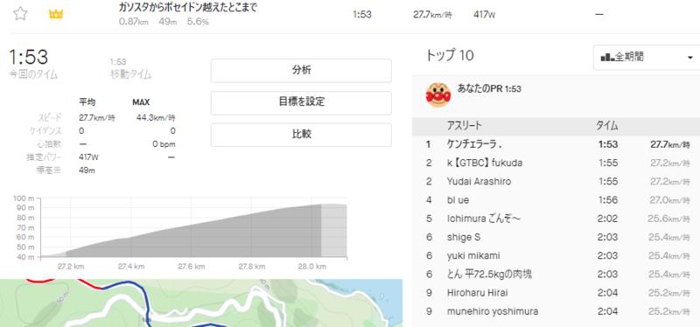 ガソスタからポセイドン越えたとこまで
0.87km 49m 5.6%
1:53 27.7km/時 417W —
1:53
今回のタイム
1:53
移動タイム
分析
目標を設定
比較
平均 MAX
スピード 27.7km/時 44.3km/時
ケイデンス 0 0
心拍数 — 0 bpm
推定パワー 417W —
標高差 49m
100 m
90 m
80 m
70 m
60 m
50 m
40 m
27.2 km 27.4 km 27.6 km 27.8 km 28.0 km
トップ 10
全期間
あなたのPR 1:53
アスリート タイム
1 ケンチェラーラ . 1:53 27.7km/時
2 k【GTBC】fukuda 1:55 27.2km/時
2 Yudai Arashiro 1:55 27.2km/時
4 bl ue 1:56 27.0km/時
5 Ichimura ごんぞ~ 2:02 25.6km/時
6 shige S 2:03 25.4km/時
6 yuki mikami 2:03 25.4km/時
6 とん 平72.5kgの肉塊 2:03 25.4km/時
9 Hiroharu Hirai 2:04 25.2km/時
9 munehiro yoshimura 2:04 25.2km/時